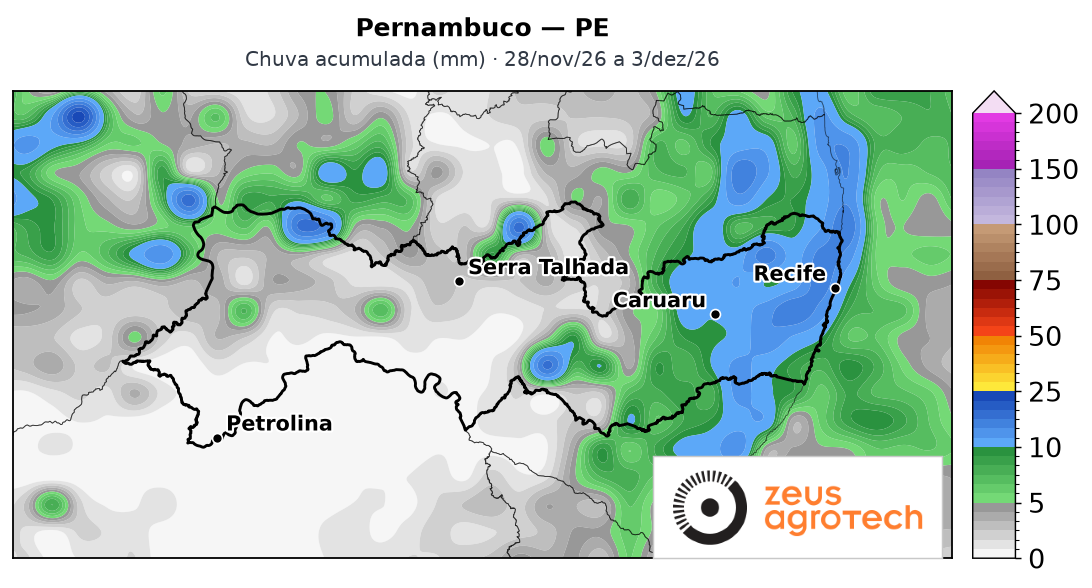 Pernambuco — PE
Chuva acumulada (mm) · 28/nov/26 a 3/dez/26
200
150
100
75
50
25
10
5
0
Serra Talhada
Recife
Caruaru
Petrolina
zeus
agrotech